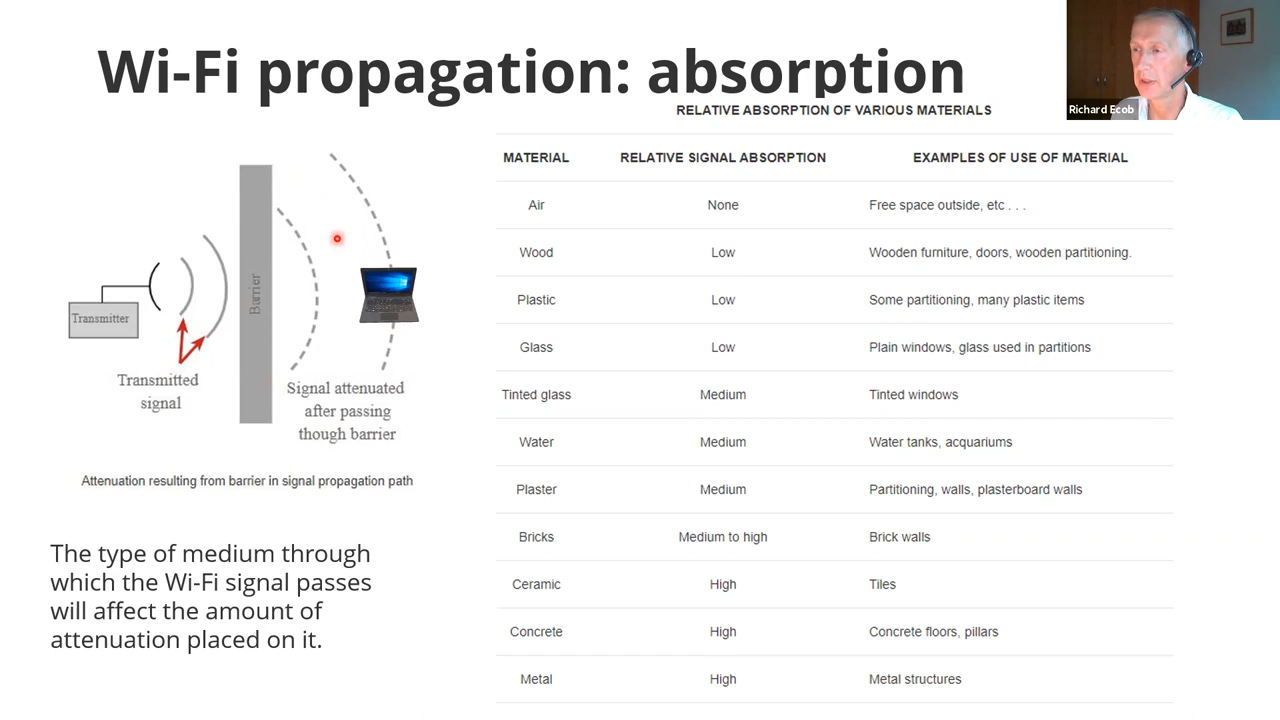 Wi-Fi propagation: absorption
Richard Ecob
RELATIVE ABSORPTION OF VARIOUS MATERIALS
MATERIAL RELATIVE SIGNAL ABSORPTION EXAMPLES OF USE OF MATERIAL
Air None Free space outside, etc . . .
Wood Low Wooden furniture, doors, wooden partitioning.
Plastic Low Some partitioning, many plastic items
Glass Low Plain windows, glass used in partitions
Tinted glass Medium Tinted windows
Water Medium Water tanks, acquariums
Plaster Medium Partitioning, walls, plasterboard walls
Bricks Medium to high Brick walls
Ceramic High Tiles
Concrete High Concrete floors, pillars
Metal High Metal structures
Transmitter
Barrier
Transmitted
signal
Signal attenuated
after passing
though barrier
Attenuation resulting from barrier in signal propagation path
The type of medium through
which the Wi-Fi signal passes
will affect the amount of
attenuation placed on it.